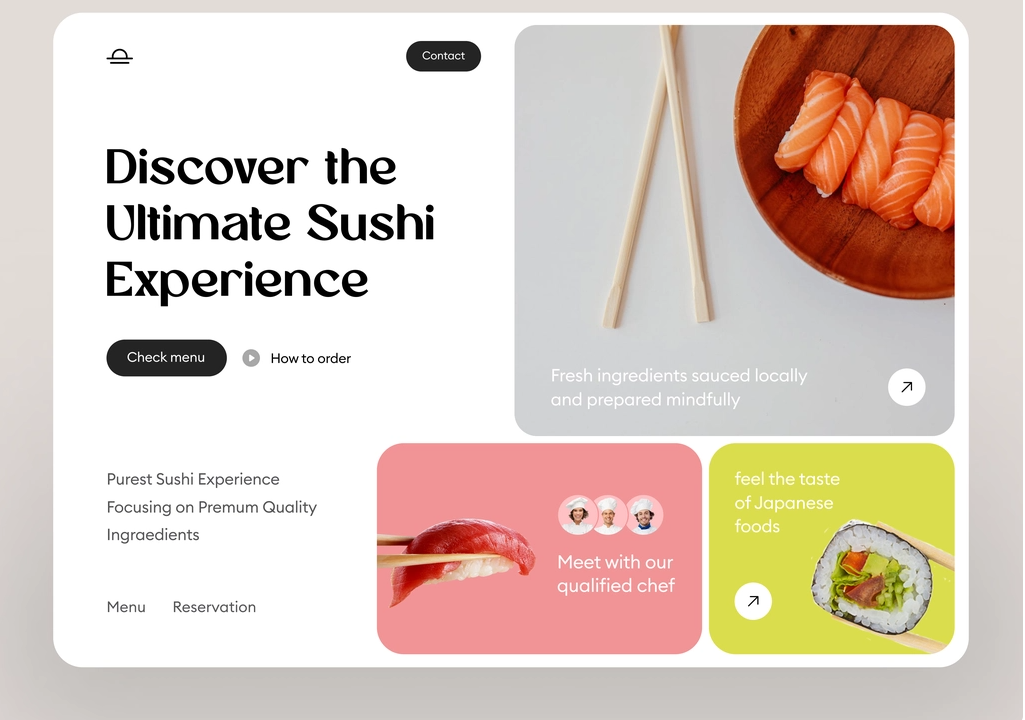 Contact
Discover the
Ultimate Sushi
Experience
Check menu
How to order
Fresh ingredients sauced locally
and prepared mindfully
Purest Sushi Experience
Focusing on Premum Quality
Ingraedients
Menu
Reservation
Meet with our
qualified chef
feel the taste
of Japanese
foods